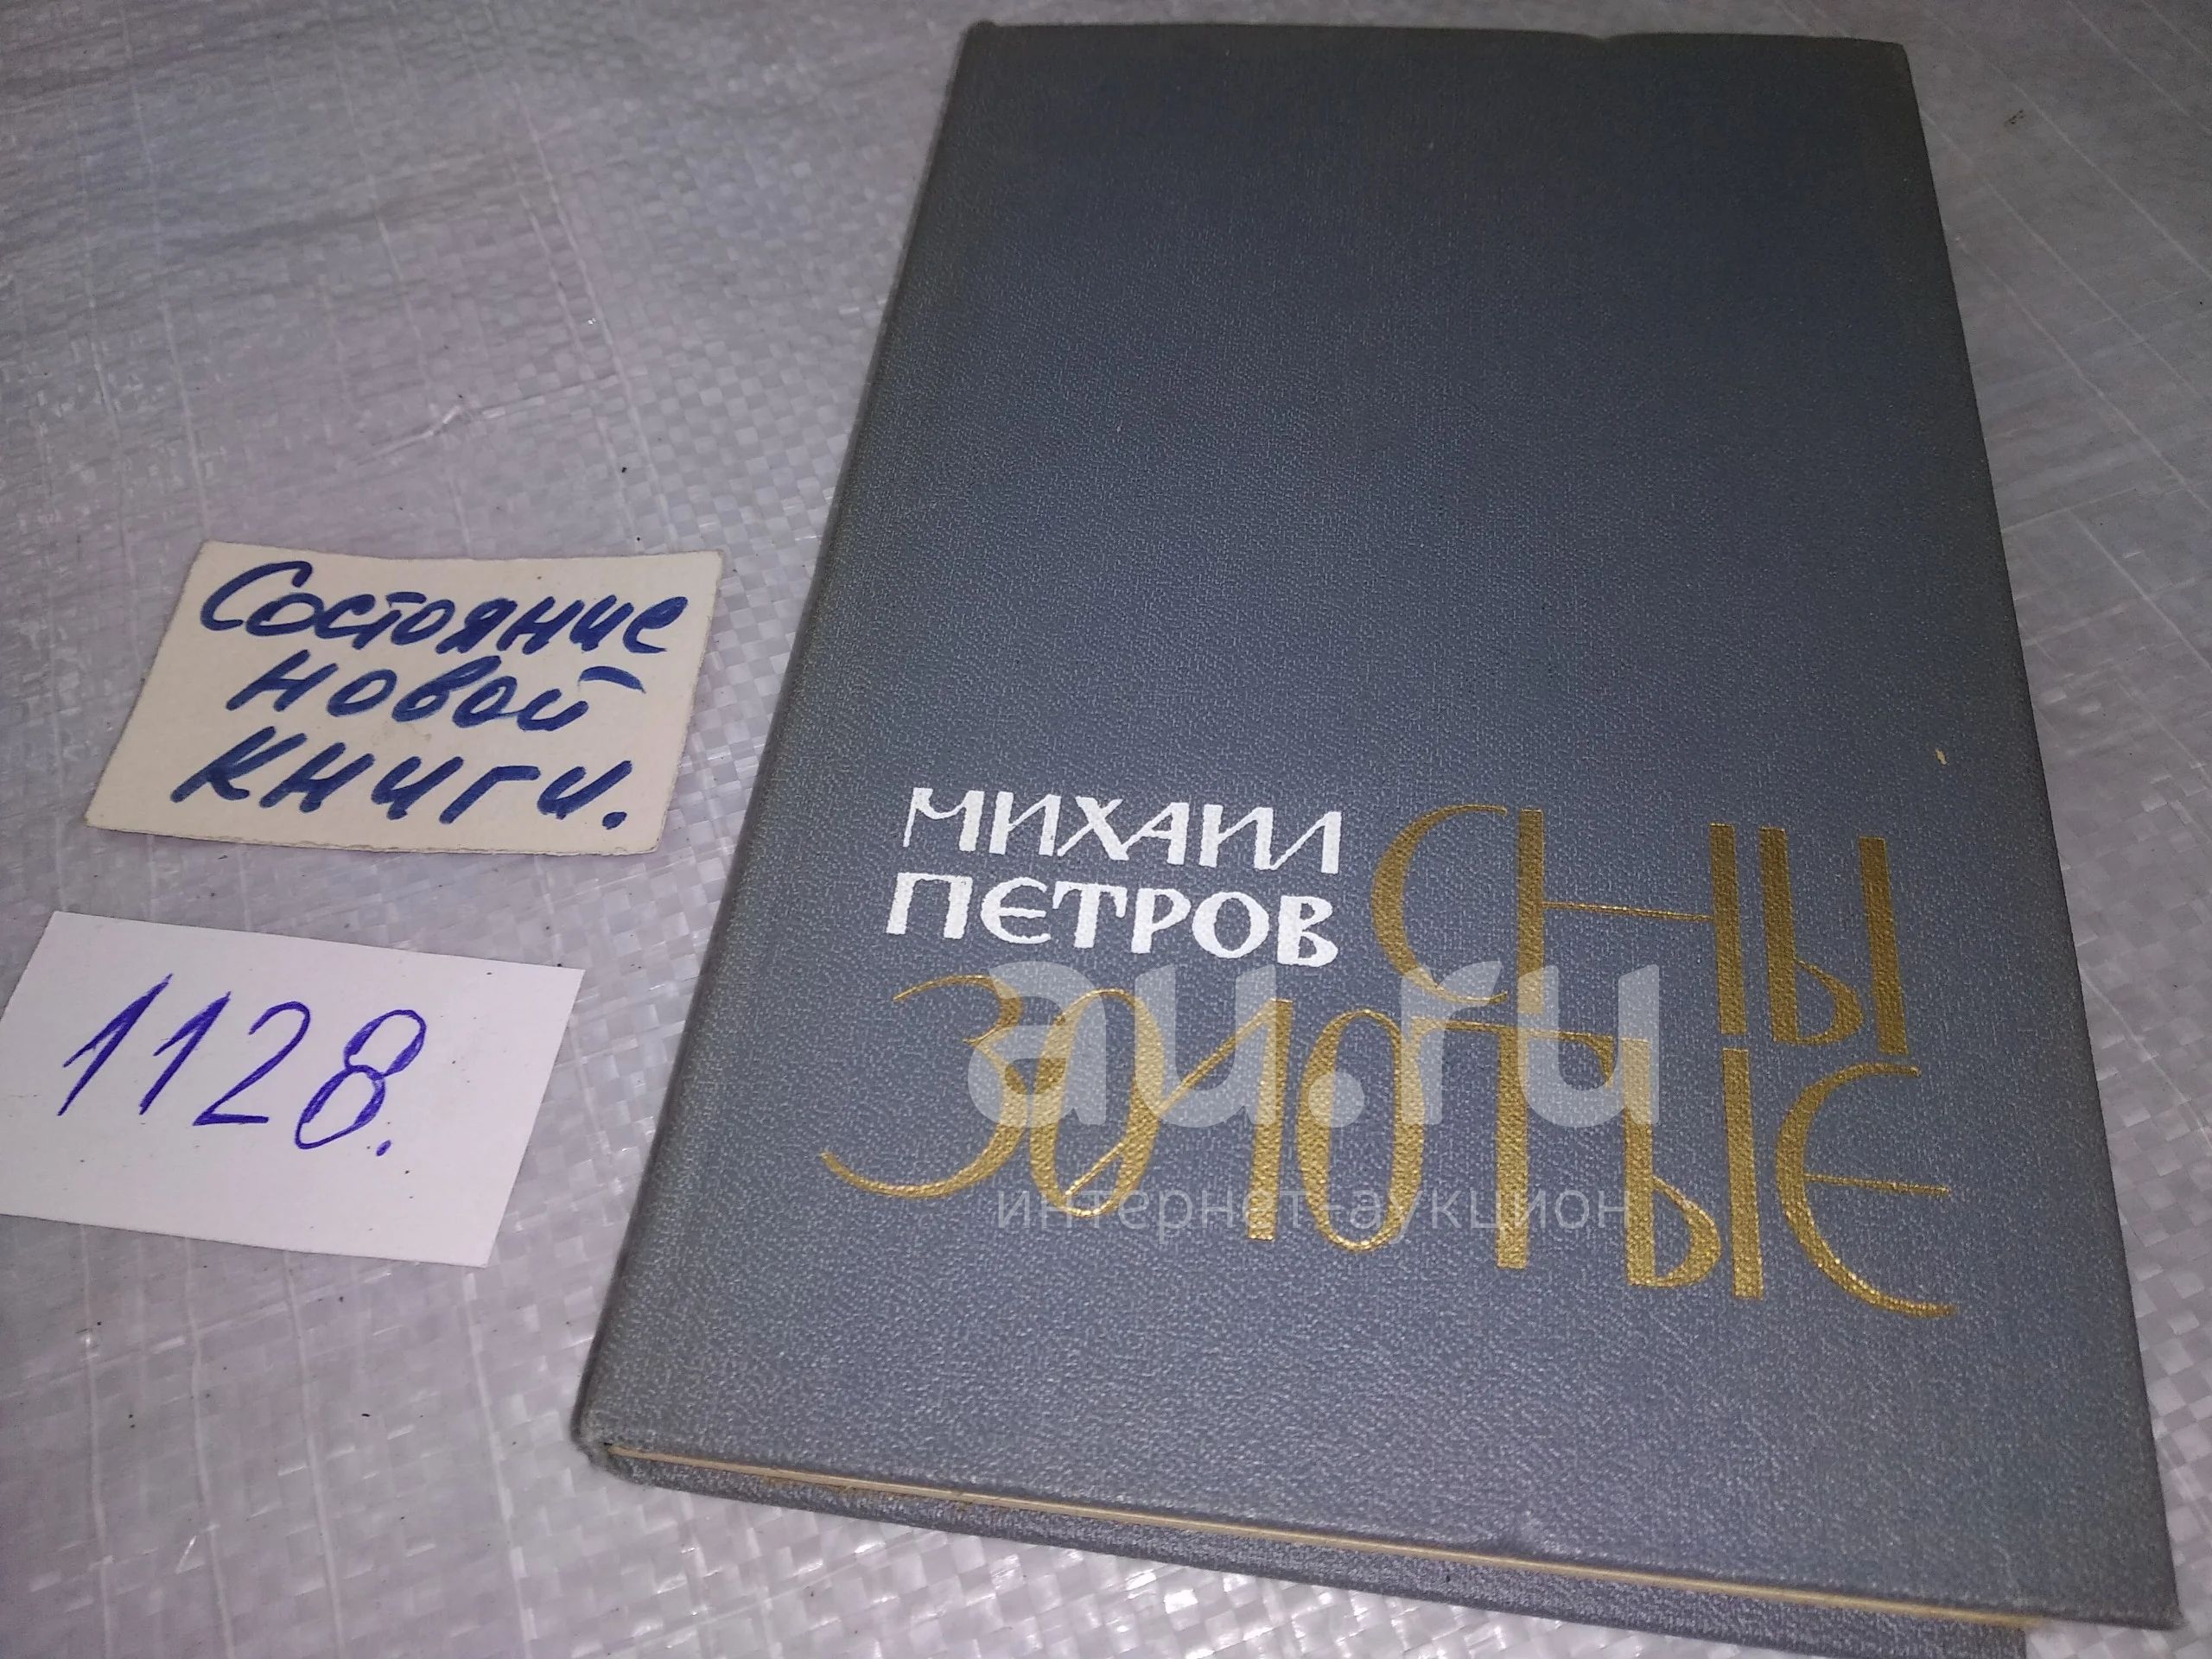 Состояние
новой
книги.
1128.
МИХАИЛ
ПЕТРОВ
СНЫ
ЗОЛОТЫЕ
au.ru
интернет-аукцион